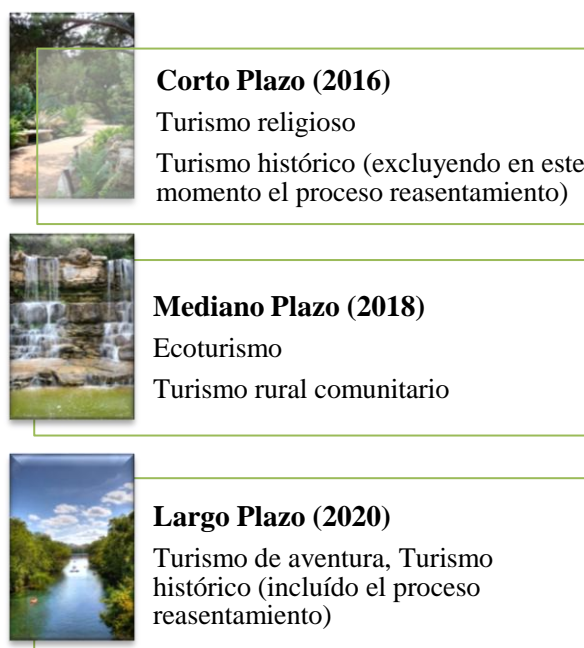 Corto Plazo (2016)
Turismo religioso
Turismo histórico (excluyendo en este
momento el proceso reasentamiento)
Mediano Plazo (2018)
Ecoturismo
Turismo rural comunitario
Largo Plazo (2020)
Turismo de aventura, Turismo
histórico (incluído el proceso
reasentamiento)